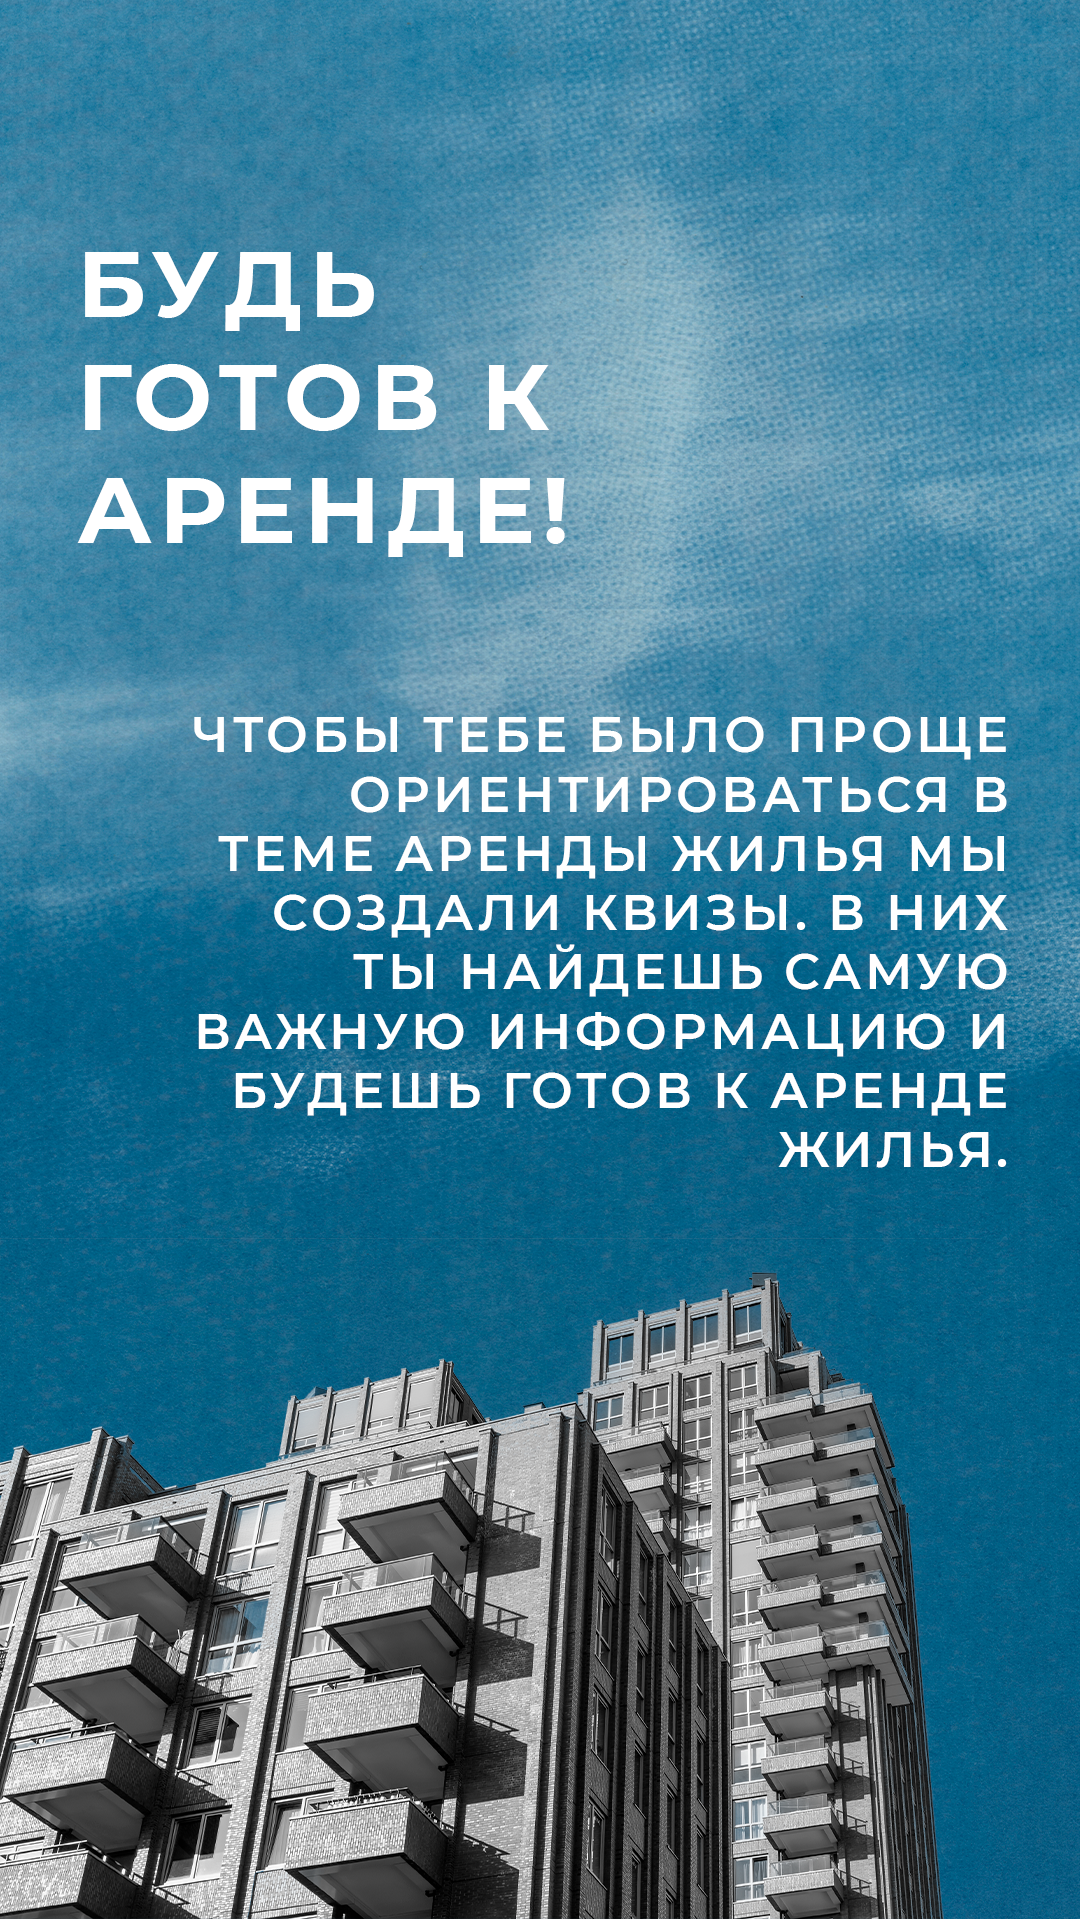 БУДЬ
ГОТОВ К
АРЕНДЕ!
ЧТОБЫ ТЕБЕ БЫЛО ПРОЩЕ
ОРИЕНТИРОВАТЬСЯ В
ТЕМЕ АРЕНДЫ ЖИЛЬЯ МЫ
СОЗДАЛИ КВИЗЫ. В НИХ
ТЫ НАЙДЕШЬ САМУЮ
ВАЖНУЮ ИНФОРМАЦИЮ И
БУДЕШЬ ГОТОВ К АРЕНДЕ
ЖИЛЬЯ.